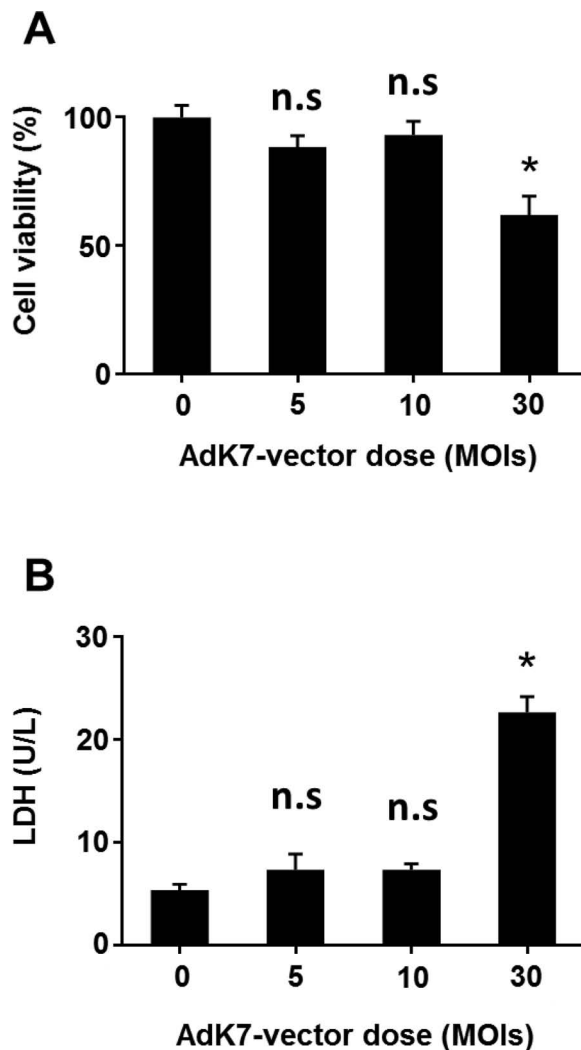 A
n.s
n.s
*
100
50
0
Cell viability (%)
0 5 10 30
AdK7-vector dose (MOIs)
B
*
n.s
n.s
30
20
10
0
LDH (U/L)
0 5 10 30
AdK7-vector dose (MOIs)